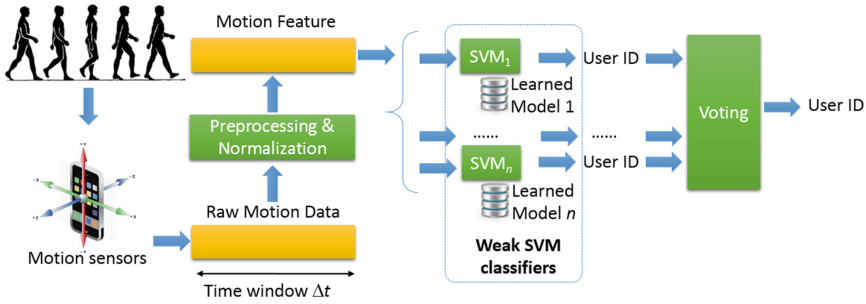 Motion Feature
Preprocessing &
Normalization
Raw Motion Data
Motion sensors
Time window Δt
SVM1
Learned
Model 1
User ID
......
......
SVMn
Learned
Model n
User ID
Weak SVM
classifiers
Voting
User ID